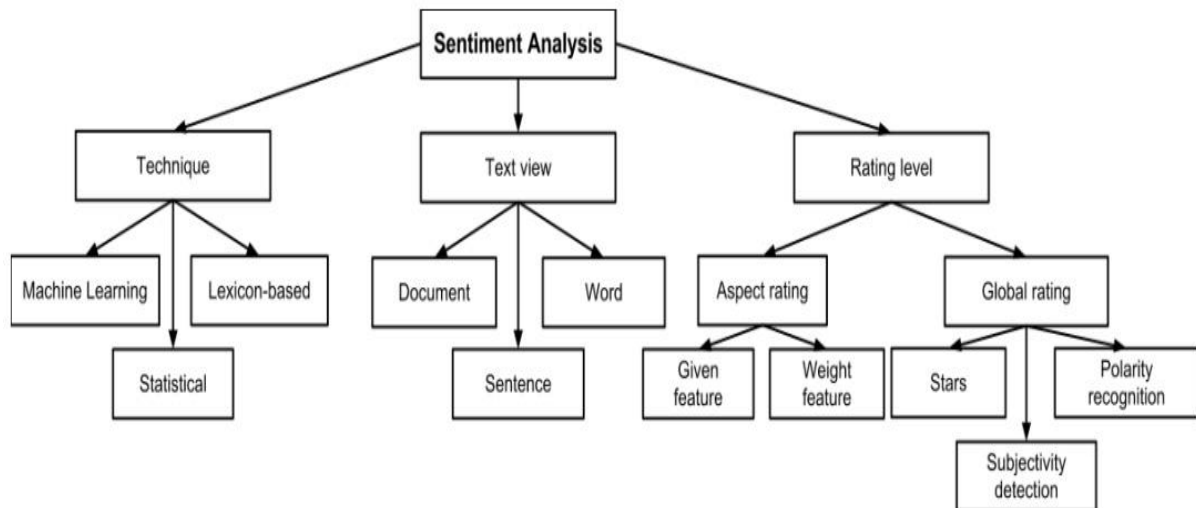 Sentiment Analysis
Technique
Text view
Rating level
Machine Learning
Lexicon-based
Document
Word
Aspect rating
Global rating
Statistical
Sentence
Given
feature
Weight
feature
Stars
Polarity
recognition
Subjectivity
detection